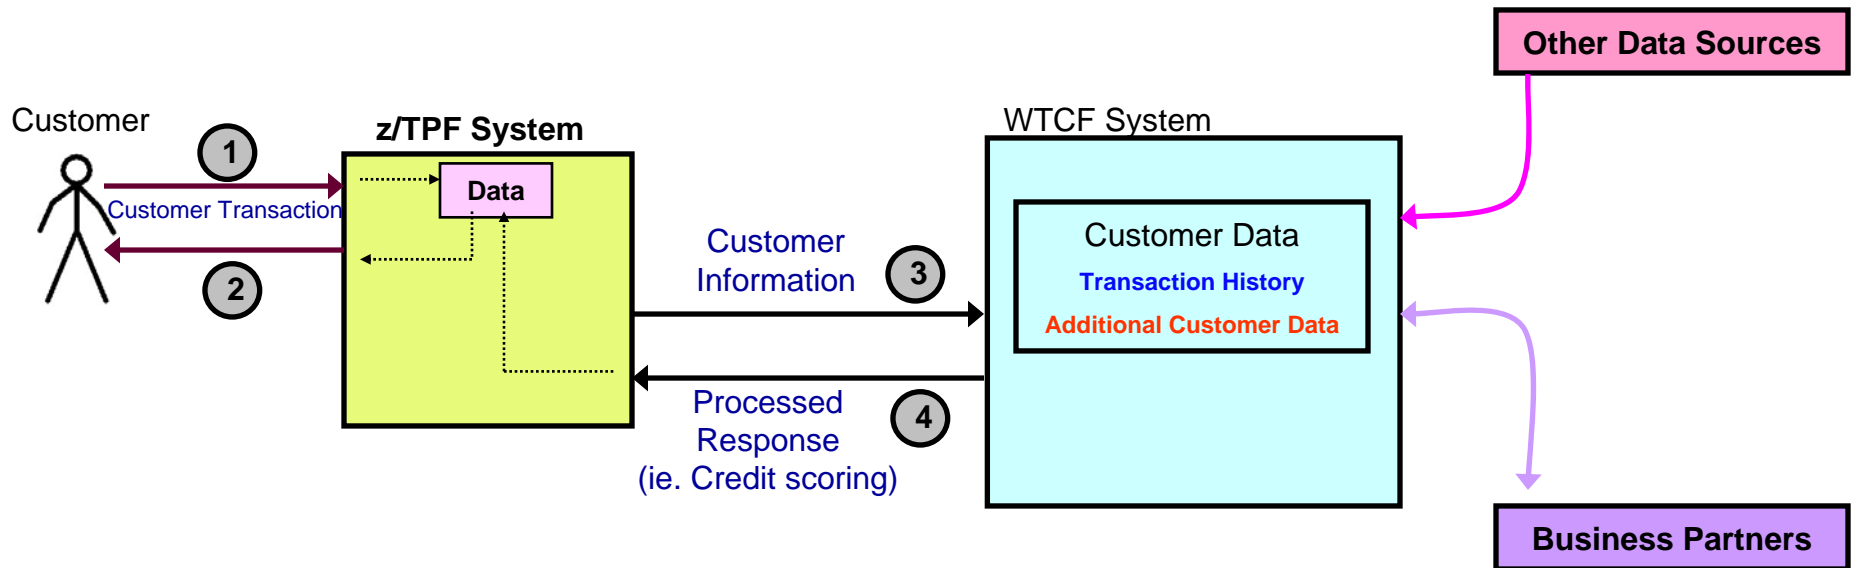 Other Data Sources
Customer
z/TPF System
WTCF System
1
Customer Transaction
2
Data
Customer
Information
3
Customer Data
Transaction History
Additional Customer Data
Processed
Response
(ie. Credit scoring)
4
Business Partners